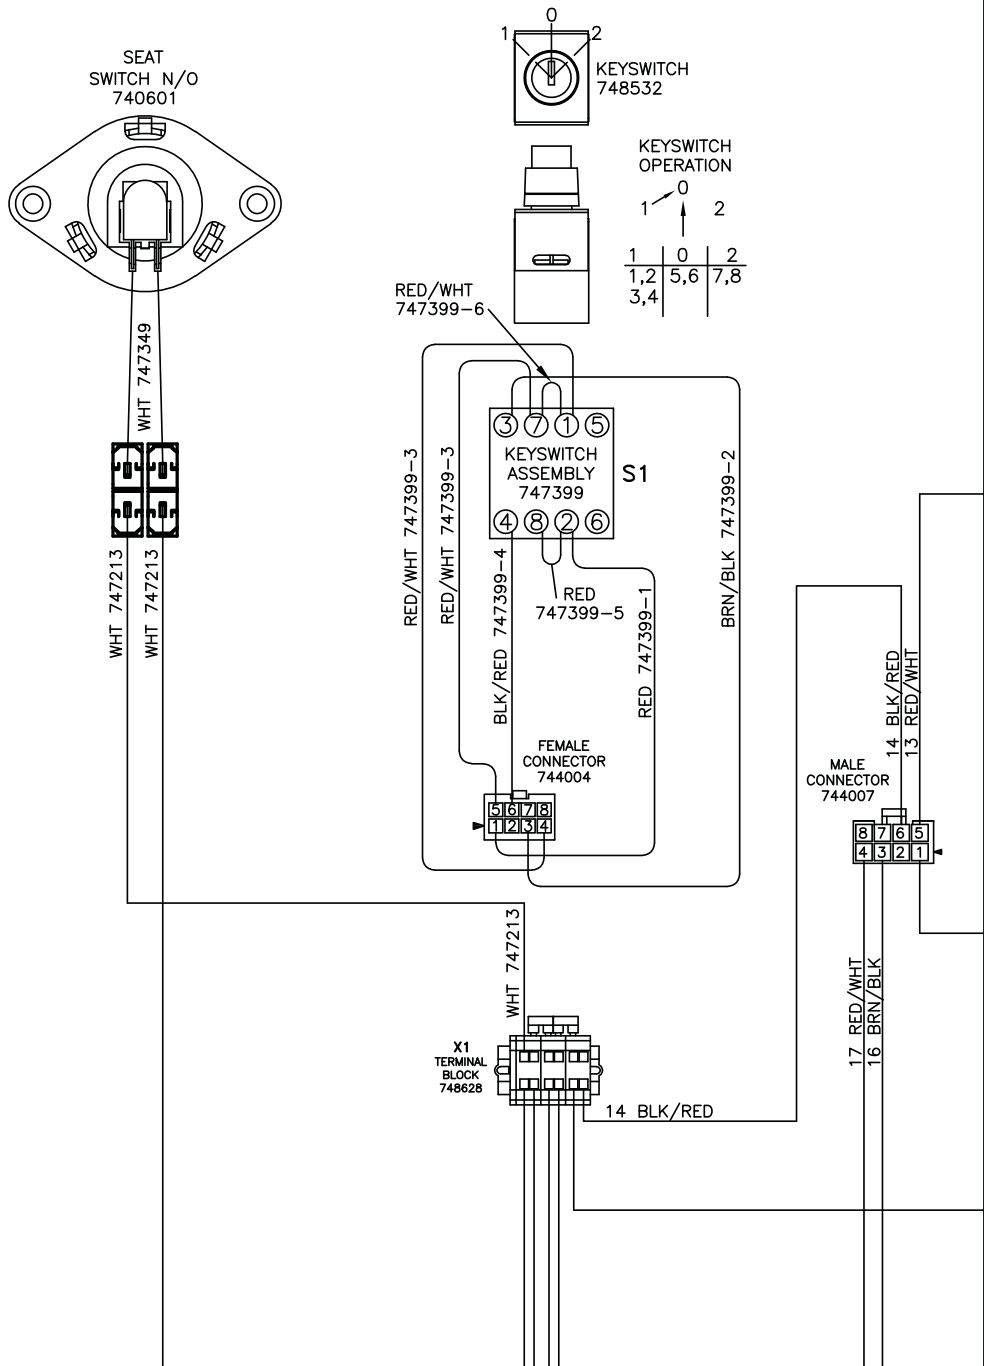 SEAT
SWITCH N/O
740601
0
1
2
KEYSWITCH
748532
KEYSWITCH
OPERATION
0
1
2
1 0 2
1,2 5,6 7,8
3,4
RED/WHT
747399-6
WHT 747349
3 7 1 5
KEYSWITCH
ASSEMBLY
747399
S1
4 8 2 6
RED/WHT 747399-3
RED/WHT 747399-3
BRN/BLK 747399-2
RED
747399-5
BLK/RED 747399-4
RED 747399-1
WHT 747213
WHT 747213
FEMALE
CONNECTOR
744004
5 6 7 8
1 2 3 4
14 BLK/RED
13 RED/WHT
MALE
CONNECTOR
744007
8 7 6 5
4 3 2 1
WHT 747213
17 RED/WHT
16 BRN/BLK
X1
TERMINAL
BLOCK
748628
14 BLK/RED